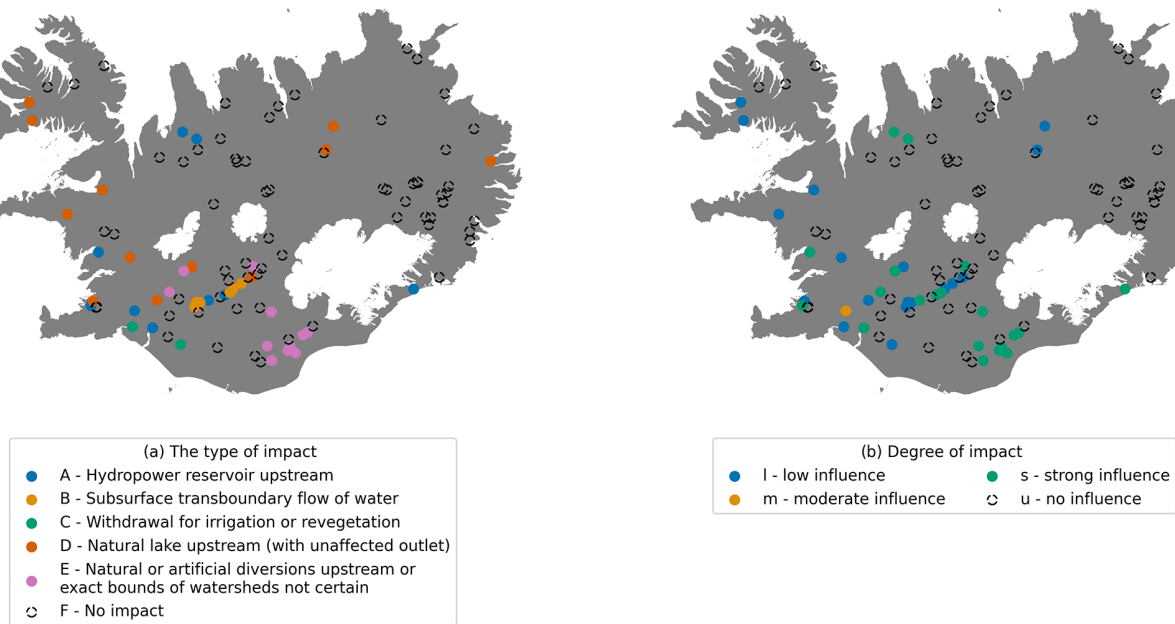 (a) The type of impact
A - Hydropower reservoir upstream
B - Subsurface transboundary flow of water
C - Withdrawal for irrigation or revegetation
D - Natural lake upstream (with unaffected outlet)
E - Natural or artificial diversions upstream or
exact bounds of watersheds not certain
F - No impact
(b) Degree of impact
l - low influence
m - moderate influence
s - strong influence
u - no influence